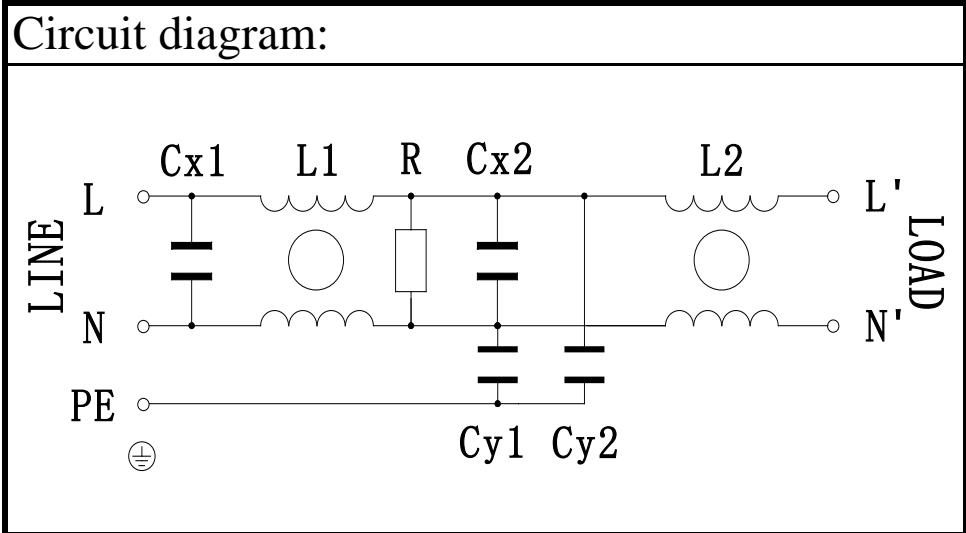 Circuit diagram:
Cx1 L1 R Cx2 L2
L L'
LINE LOAD
N N'
PE
Cy1 Cy2